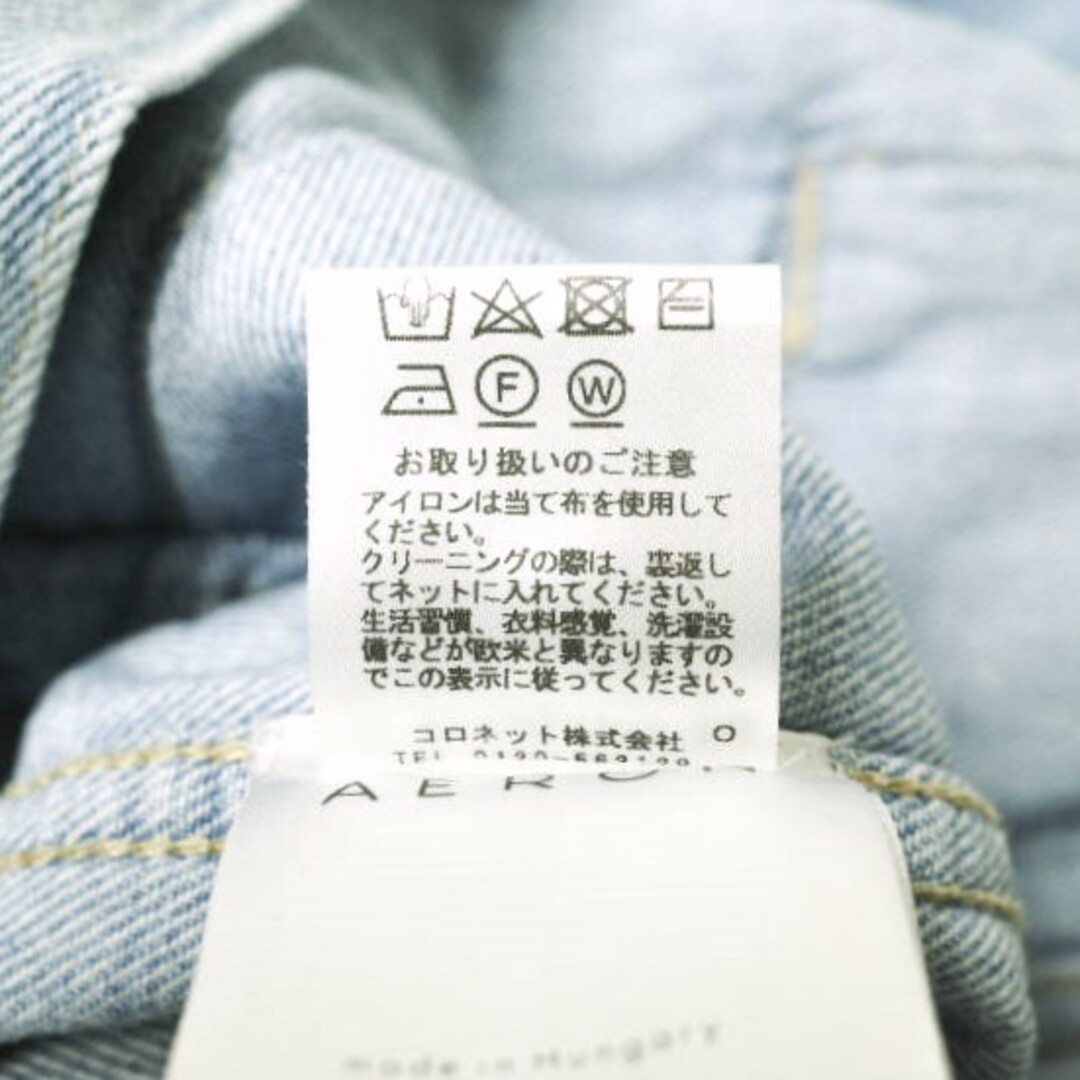 F W
お取り扱いのご注意
アイロンは当て布を使用して
ください。
クリーニングの際は、裏返し
てネットに入れてください。
生活習慣、衣料感覚、洗濯設
備などが欧米と異なりますの
でこの表示に従ってください。
コロネット株式会社 O
TEL
made in Hungary